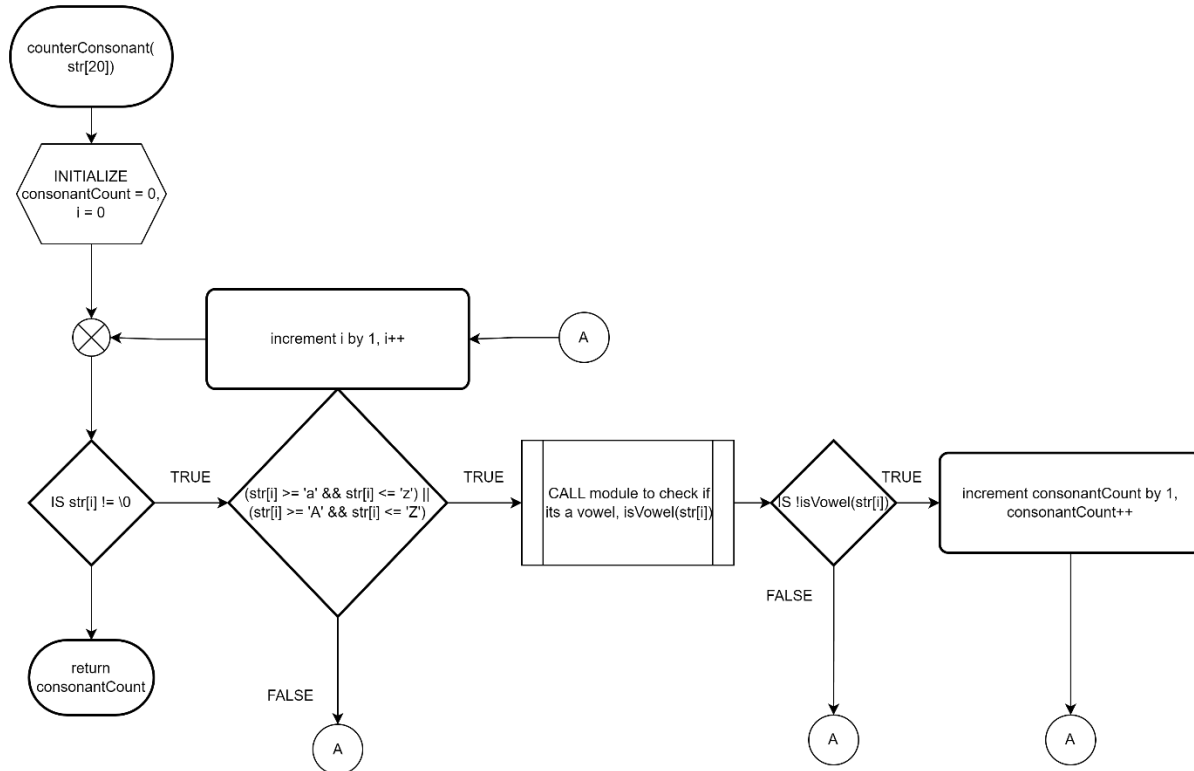 counterConsonant(
str[20])
INITIALIZE
consonantCount = 0,
i = 0
increment i by 1, i++
A
IS str[i] != \0
TRUE
(str[i] >= 'a' && str[i] <= 'z') ||
(str[i] >= 'A' && str[i] <= 'Z')
TRUE
CALL module to check if
its a vowel, isVowel(str[i])
IS !isVowel(str[i])
TRUE
increment consonantCount by 1,
consonantCount++
FALSE
return
consonantCount
FALSE
A
A
A